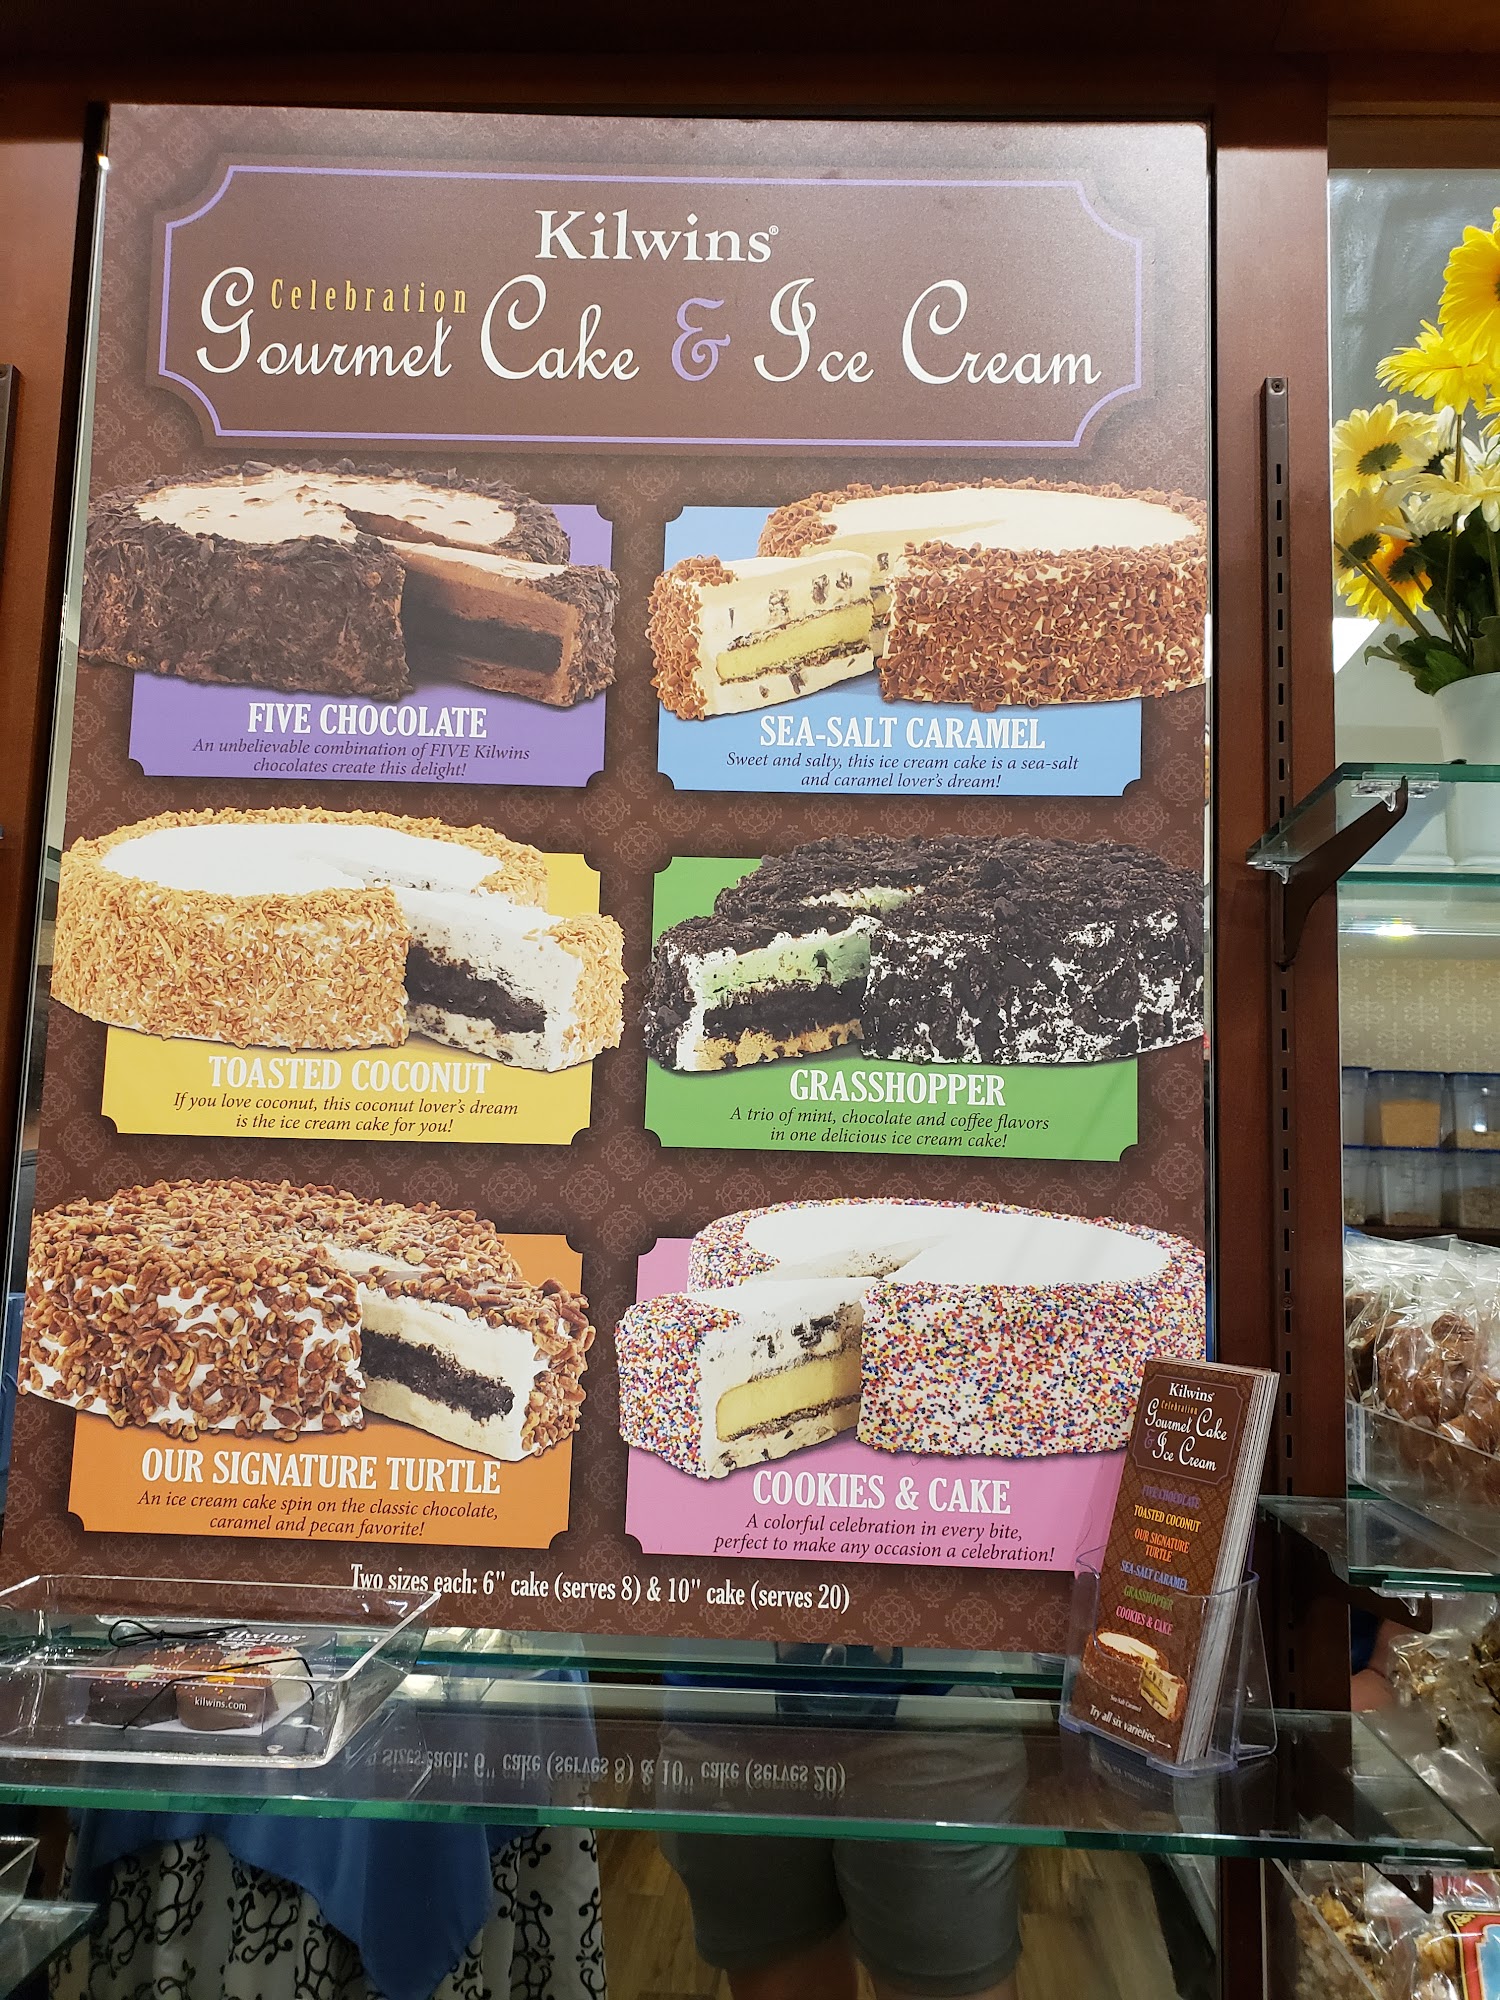 Kilwins®
Celebration
Gourmet Cake & Ice Cream
FIVE CHOCOLATE
An unbelievable combination of FIVE Kilwins
chocolates create this delight!
SEA-SALT CARAMEL
Sweet and salty, this ice cream cake is a sea-salt
and caramel lover's dream!
TOASTED COCONUT
If you love coconut, this coconut lover's dream
is the ice cream cake for you!
GRASSHOPPER
A trio of mint, chocolate and coffee flavors
in one delicious ice cream cake!
OUR SIGNATURE TURTLE
An ice cream cake spin on the classic chocolate,
caramel and pecan favorite!
COOKIES & CAKE
A colorful celebration in every bite,
perfect to make any occasion a celebration!
Two sizes each: 6" cake (serves 8) & 10" cake (serves 20)
Kilwins®
Celebration
Gourmet Cake
& Ice Cream
FIVE CHOCOLATE
TOASTED COCONUT
OUR SIGNATURE
TURTLE
SEA-SALT CARAMEL
GRASSHOPPER
COOKIES & CAKE
Sea-Salt Caramel
Try all six varieties
Kilwins
kilwins.com